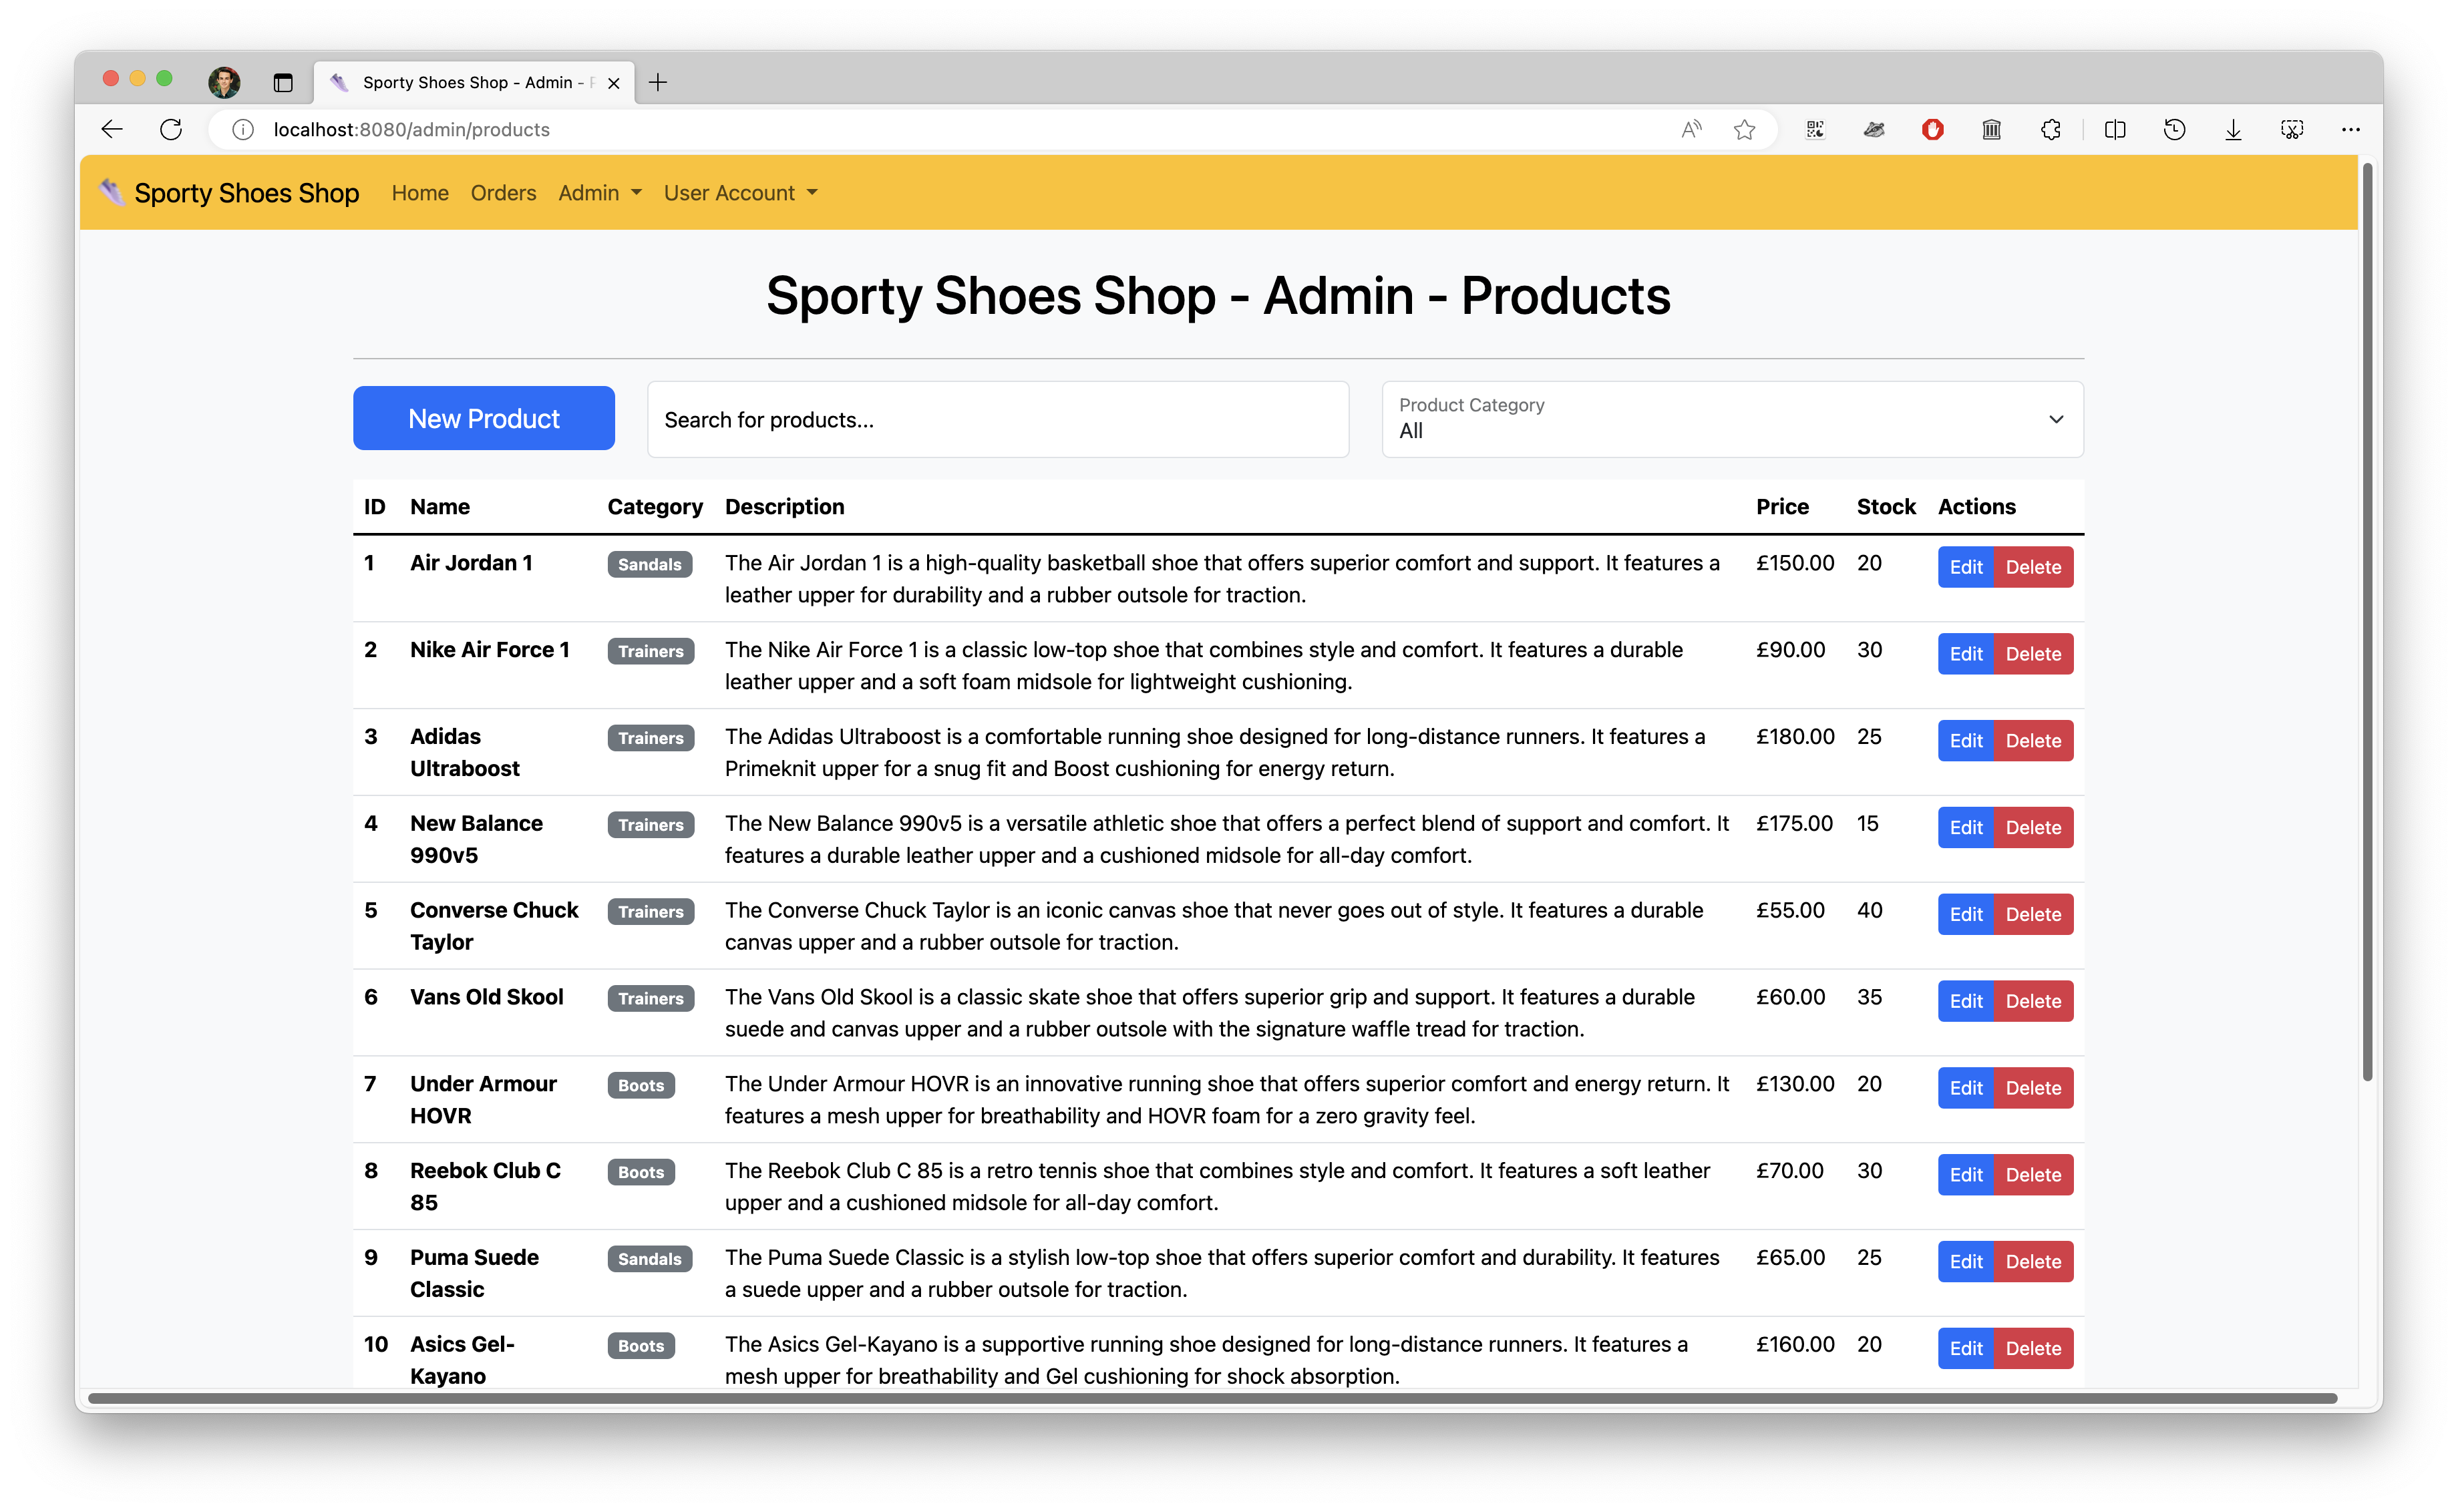 Sporty Shoes Shop - Admin -
localhost:8080/admin/products
Sporty Shoes Shop Home Orders Admin User Account
Sporty Shoes Shop - Admin - Products
New Product
Search for products...
Product Category
All
ID Name Category Description Price Stock Actions
1 Air Jordan 1 Sandals The Air Jordan 1 is a high-quality basketball shoe that offers superior comfort and support. It features a £150.00 20 Edit Delete
leather upper for durability and a rubber outsole for traction.
2 Nike Air Force 1 Trainers The Nike Air Force 1 is a classic low-top shoe that combines style and comfort. It features a durable £90.00 30 Edit Delete
leather upper and a soft foam midsole for lightweight cushioning.
3 Adidas Trainers The Adidas Ultraboost is a comfortable running shoe designed for long-distance runners. It features a £180.00 25 Edit Delete
Ultraboost Primeknit upper for a snug fit and Boost cushioning for energy return.
4 New Balance Trainers The New Balance 990v5 is a versatile athletic shoe that offers a perfect blend of support and comfort. It £175.00 15 Edit Delete
990v5 features a durable leather upper and a cushioned midsole for all-day comfort.
5 Converse Chuck Trainers The Converse Chuck Taylor is an iconic canvas shoe that never goes out of style. It features a durable £55.00 40 Edit Delete
Taylor canvas upper and a rubber outsole for traction.
6 Vans Old Skool Trainers The Vans Old Skool is a classic skate shoe that offers superior grip and support. It features a durable £60.00 35 Edit Delete
suede and canvas upper and a rubber outsole with the signature waffle tread for traction.
7 Under Armour Boots The Under Armour HOVR is an innovative running shoe that offers superior comfort and energy return. It £130.00 20 Edit Delete
HOVR features a mesh upper for breathability and HOVR foam for a zero gravity feel.
8 Reebok Club C Boots The Reebok Club C 85 is a retro tennis shoe that combines style and comfort. It features a soft leather £70.00 30 Edit Delete
85 upper and a cushioned midsole for all-day comfort.
9 Puma Suede Sandals The Puma Suede Classic is a stylish low-top shoe that offers superior comfort and durability. It features £65.00 25 Edit Delete
Classic a suede upper and a rubber outsole for traction.
10 Asics Gel- Boots The Asics Gel-Kayano is a supportive running shoe designed for long-distance runners. It features a £160.00 20 Edit Delete
Kayano mesh upper for breathability and Gel cushioning for shock absorption.